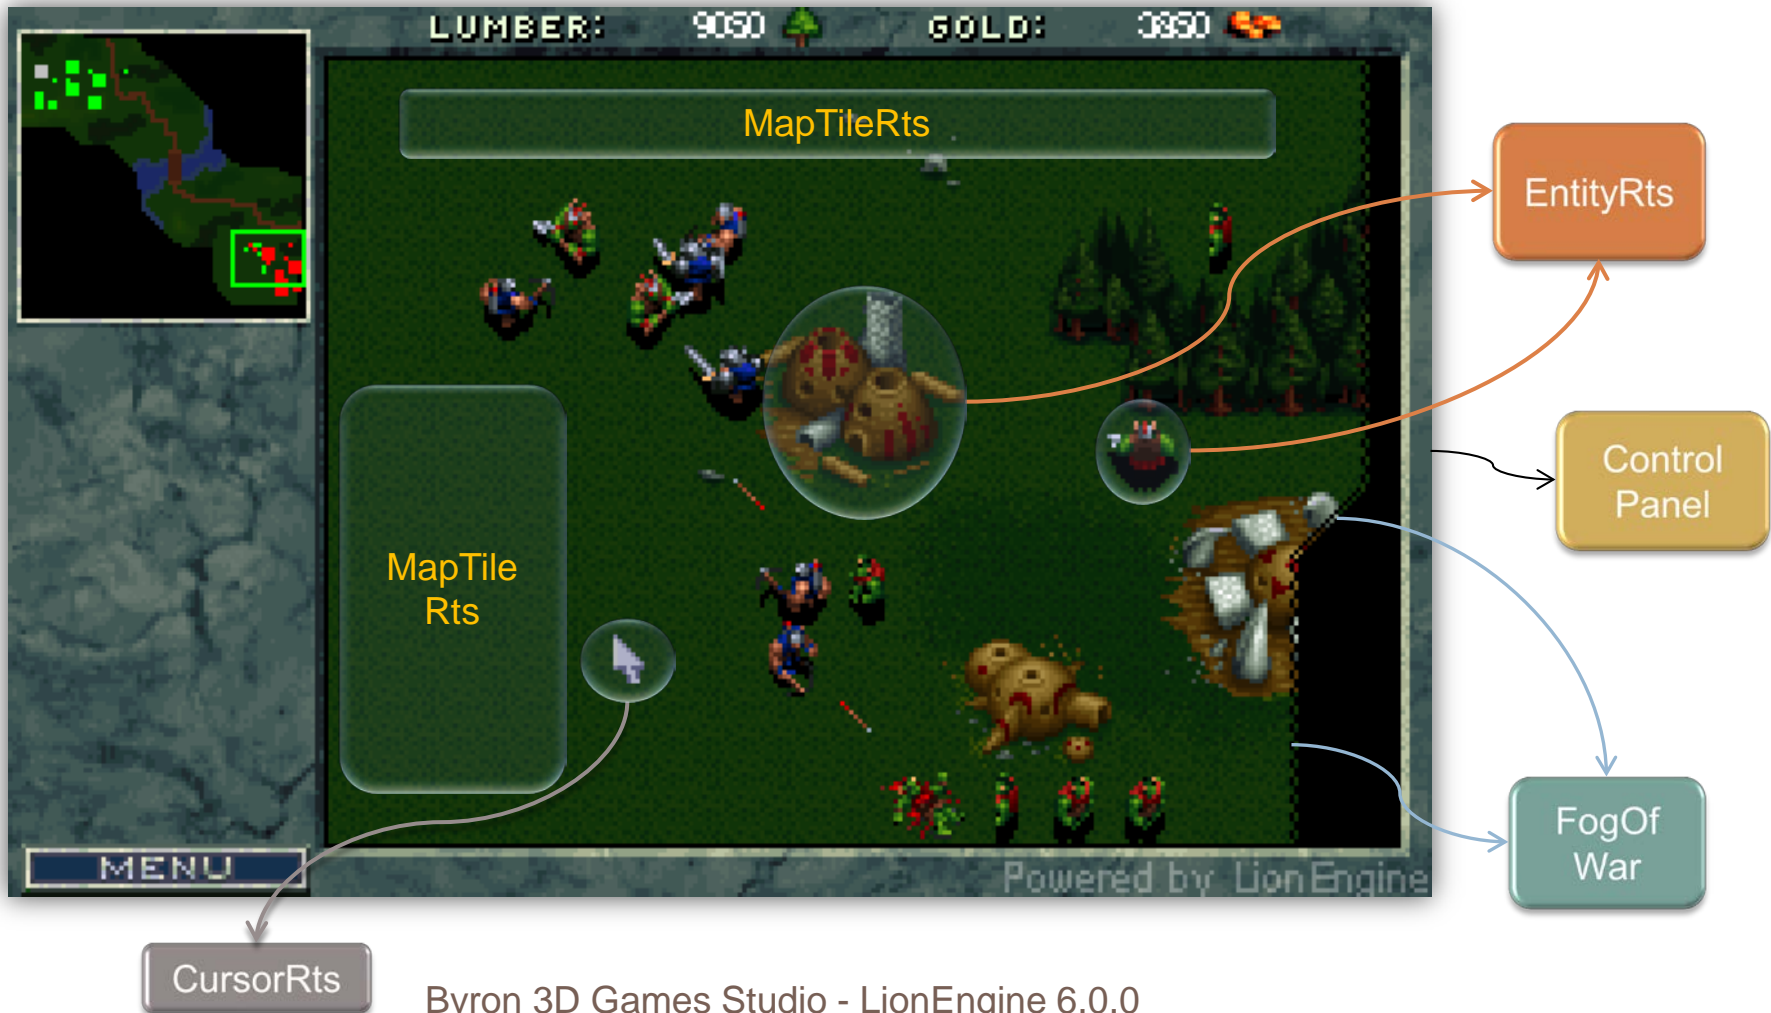 LUMBER: 9050 GOLD: 3850
MapTileRts
EntityRts
Control
Panel
MapTile
Rts
FogOf
War
MENU
Powered by LionEngine
CursorRts
Byron 3D Games Studio - LionEngine 6.0.0